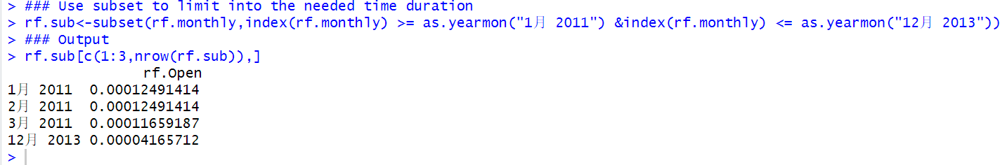 > ### Use subset to limit into the needed time duration
> rf.sub<-subset(rf.monthly,index(rf.monthly) >= as.yearmon("1月 2011") &index(rf.monthly) <= as.yearmon("12月 2013"))
> ### Output
> rf.sub[c(1:3,nrow(rf.sub)),]
rf.Open
1月 2011 0.00012491414
2月 2011 0.00012491414
3月 2011 0.00011659187
12月 2013 0.00004165712
>